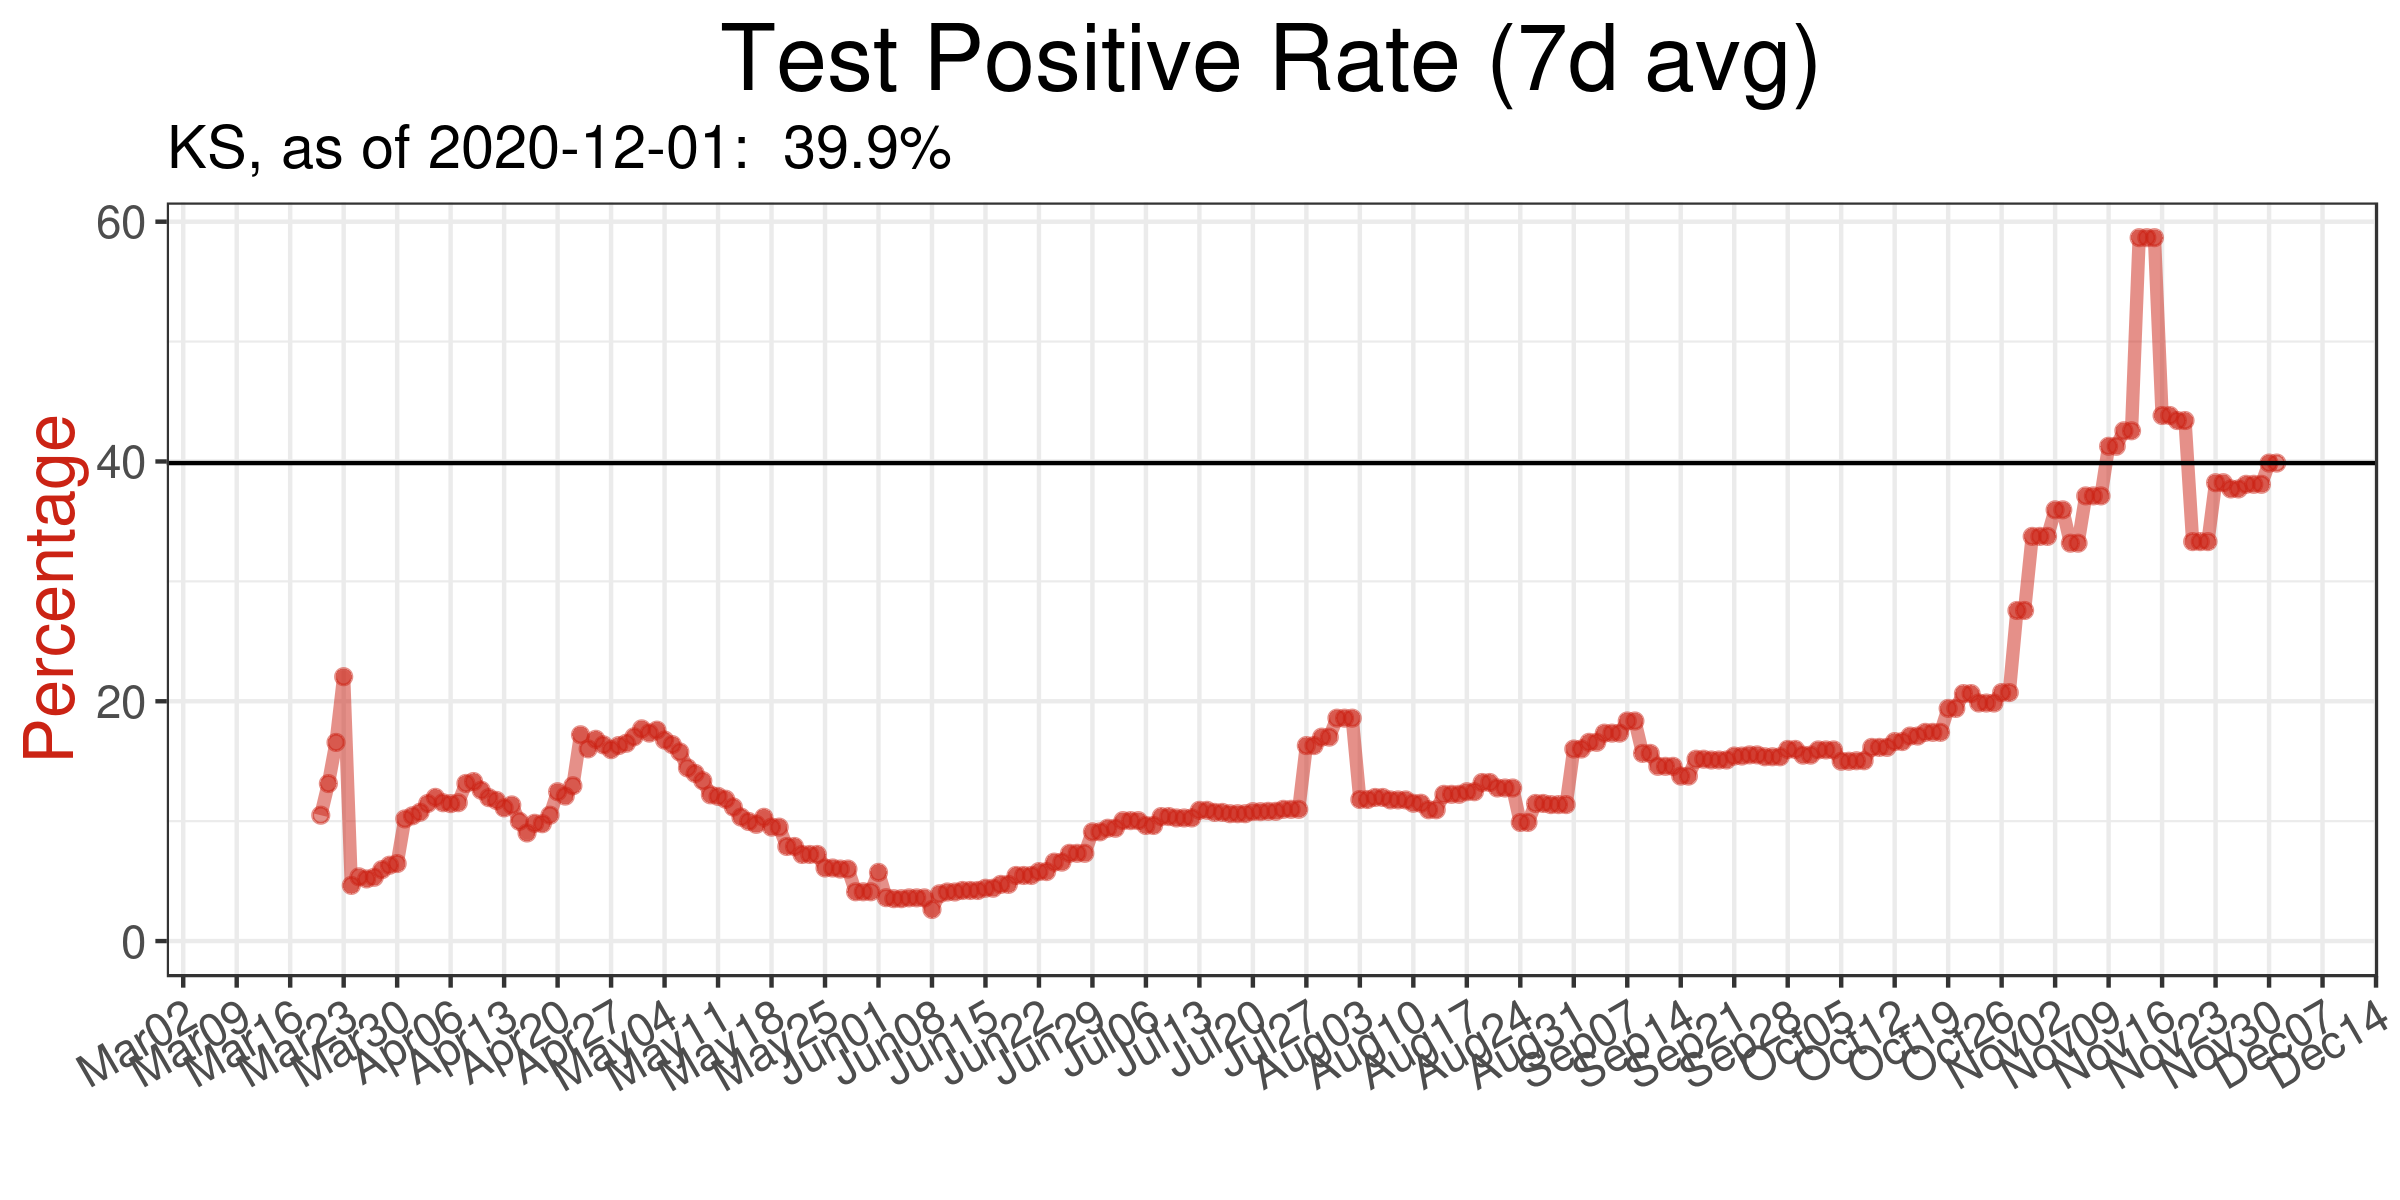 Test Positive Rate (7d avg)
KS, as of 2020-12-01:  39.9%
Percentage
60
40
20
0
Mar02
Mar09
Mar16
Mar23
Mar30
Apr06
Apr13
Apr20
Apr27
May04
May11
May18
May25
Jun01
Jun08
Jun15
Jun22
Jun29
Jul06
Jul13
Jul20
Jul27
Aug03
Aug10
Aug17
Aug24
Aug31
Sep07
Sep14
Sep21
Sep28
Oct05
Oct12
Oct19
Oct26
Nov02
Nov09
Nov16
Nov23
Nov30
Dec07
Dec14